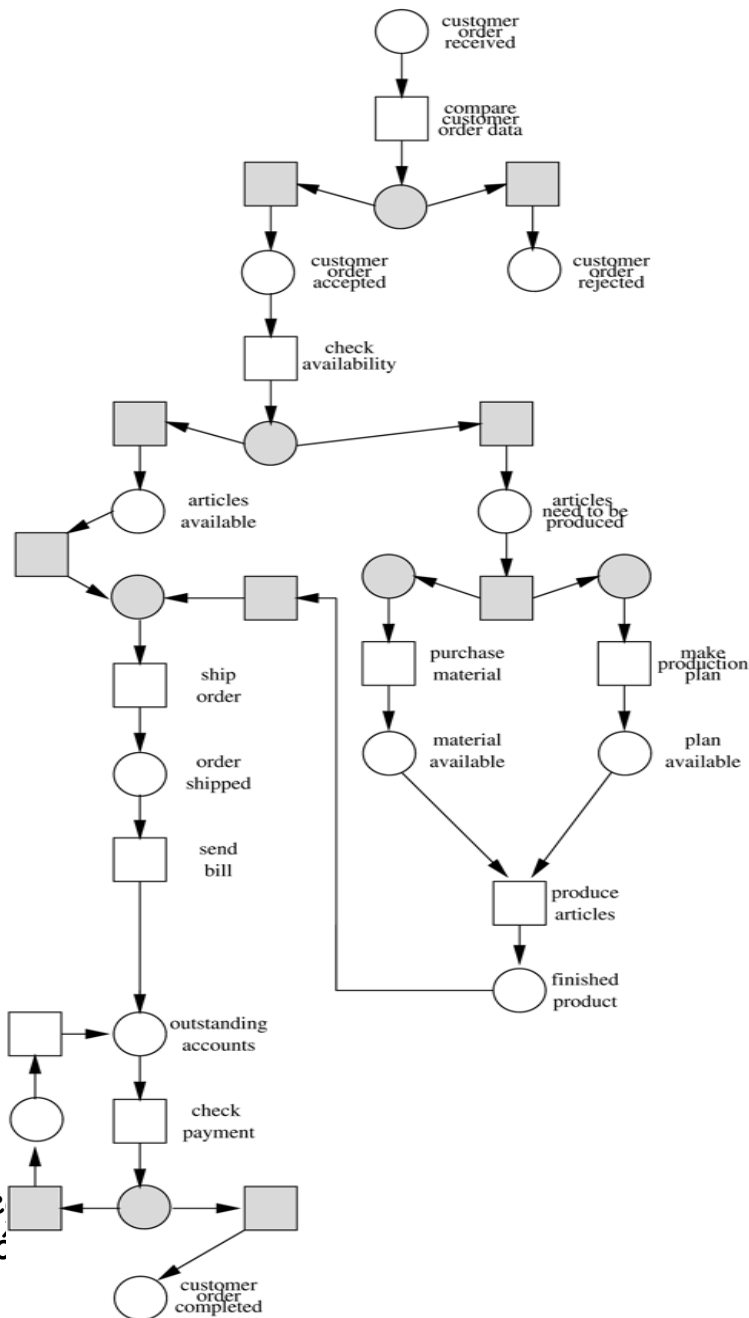 customer
order
received
compare
customer
order data
customer
order
accepted
customer
order
rejected
check
availability
articles
available
articles
need to be
produced
purchase
material
make
production
plan
ship
order
material
available
plan
available
order
shipped
send
bill
produce
articles
finished
product
outstanding
accounts
check
payment
customer
order
completed